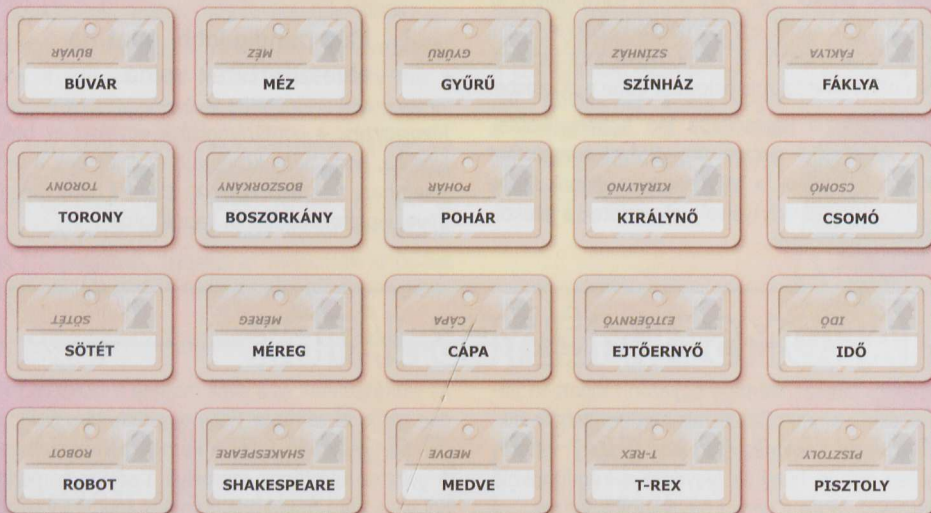 BÚVÁR MÉZ GYŰRŰ SZÍNHÁZ FÁKLYA
BÚVÁR MÉZ GYŰRŰ SZÍNHÁZ FÁKLYA
TORONY BOSZORKÁNY POHÁR KIRÁLYNŐ CSOMÓ
TORONY BOSZORKÁNY POHÁR KIRÁLYNŐ CSOMÓ
SÖTÉT MÉREG CÁPA EJTŐERNYŐ IDŐ
SÖTÉT MÉREG CÁPA EJTŐERNYŐ IDŐ
ROBOT SHAKESPEARE MEDVE T-REX PISZTOLY
ROBOT SHAKESPEARE MEDVE T-REX PISZTOLY